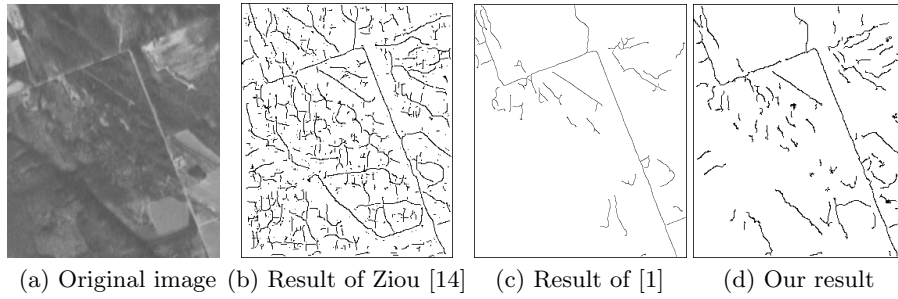 (a) Original image (b) Result of Ziou [14] (c) Result of [1] (d) Our result